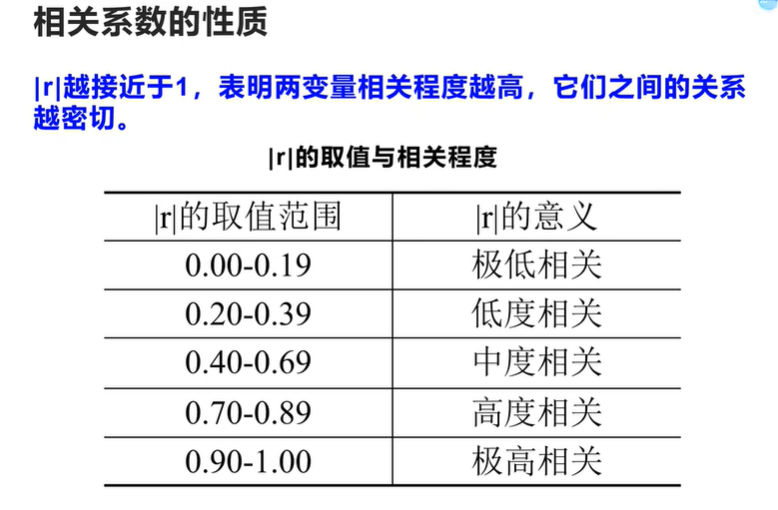 相关系数的性质
|r|越接近于1，表明两变量相关程度越高，它们之间的关系
越密切。
|r|的取值与相关程度
|r|的取值范围 |r|的意义
0.00-0.19 极低相关
0.20-0.39 低度相关
0.40-0.69 中度相关
0.70-0.89 高度相关
0.90-1.00 极高相关